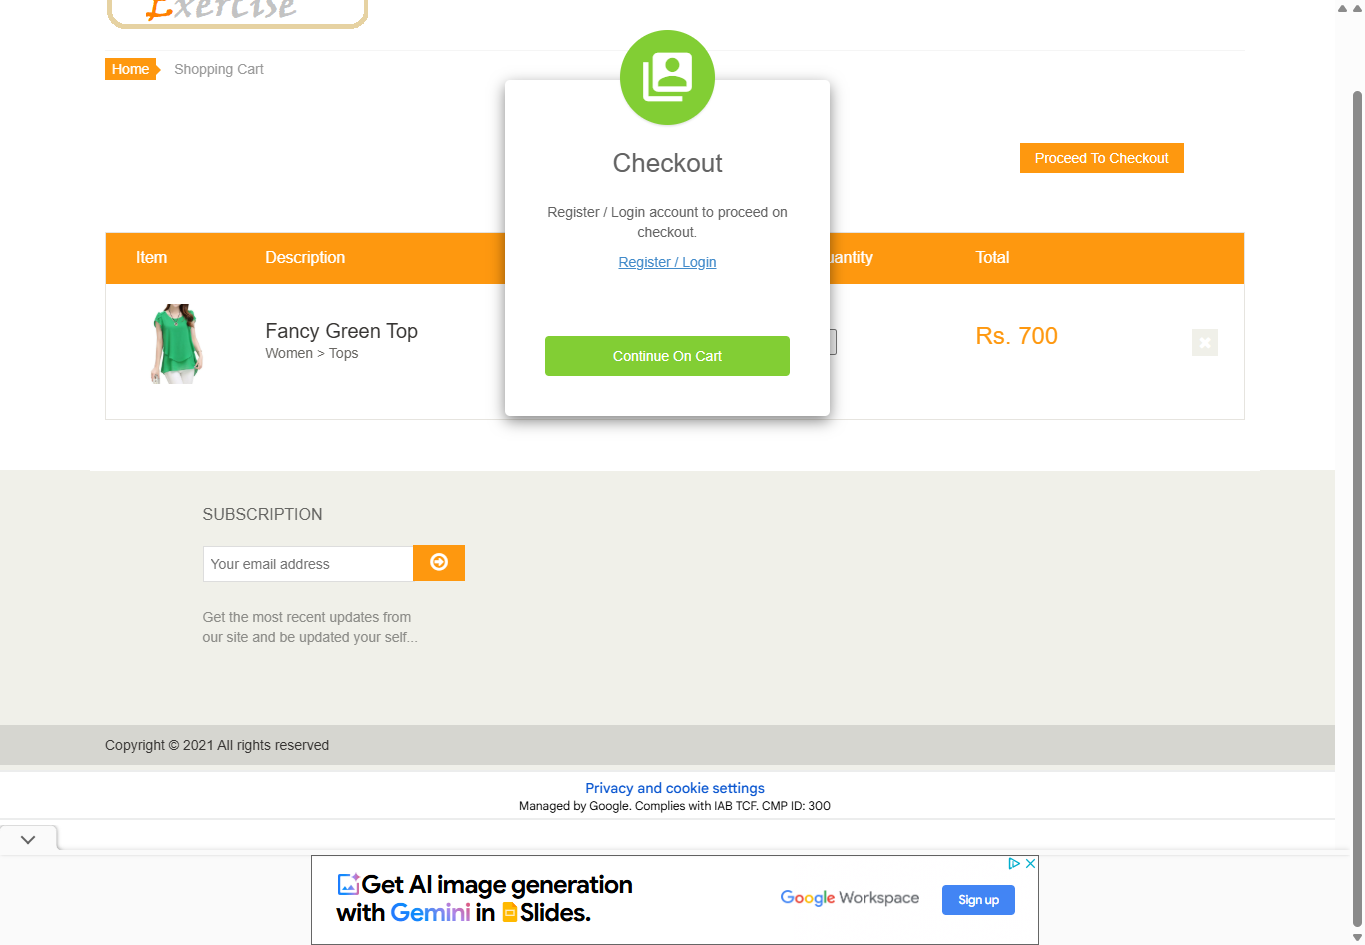 Exercise
Home
Shopping Cart
Checkout
Proceed To Checkout
Register / Login account to proceed on
checkout.
Register / Login
Item
Description
Total
Fancy Green Top
Women > Tops
Rs. 700
Continue On Cart
SUBSCRIPTION
Your email address
Get the most recent updates from
our site and be updated your self...
Copyright © 2021 All rights reserved
Privacy and cookie settings
Managed by Google. Complies with IAB TCF. CMP ID: 300
Get AI image generation
with Gemini in Slides.
Google Workspace
Sign up